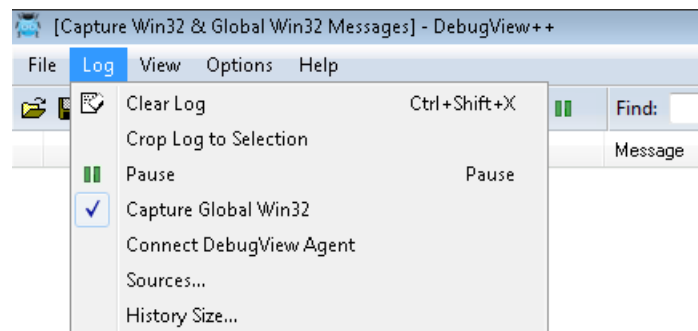 [Capture Win32 & Global Win32 Messages] - DebugView++
File Log View Options Help
Find:
Message
Clear Log Ctrl+Shift+X
Crop Log to Selection
Pause Pause
Capture Global Win32
Connect DebugView Agent
Sources...
History Size...